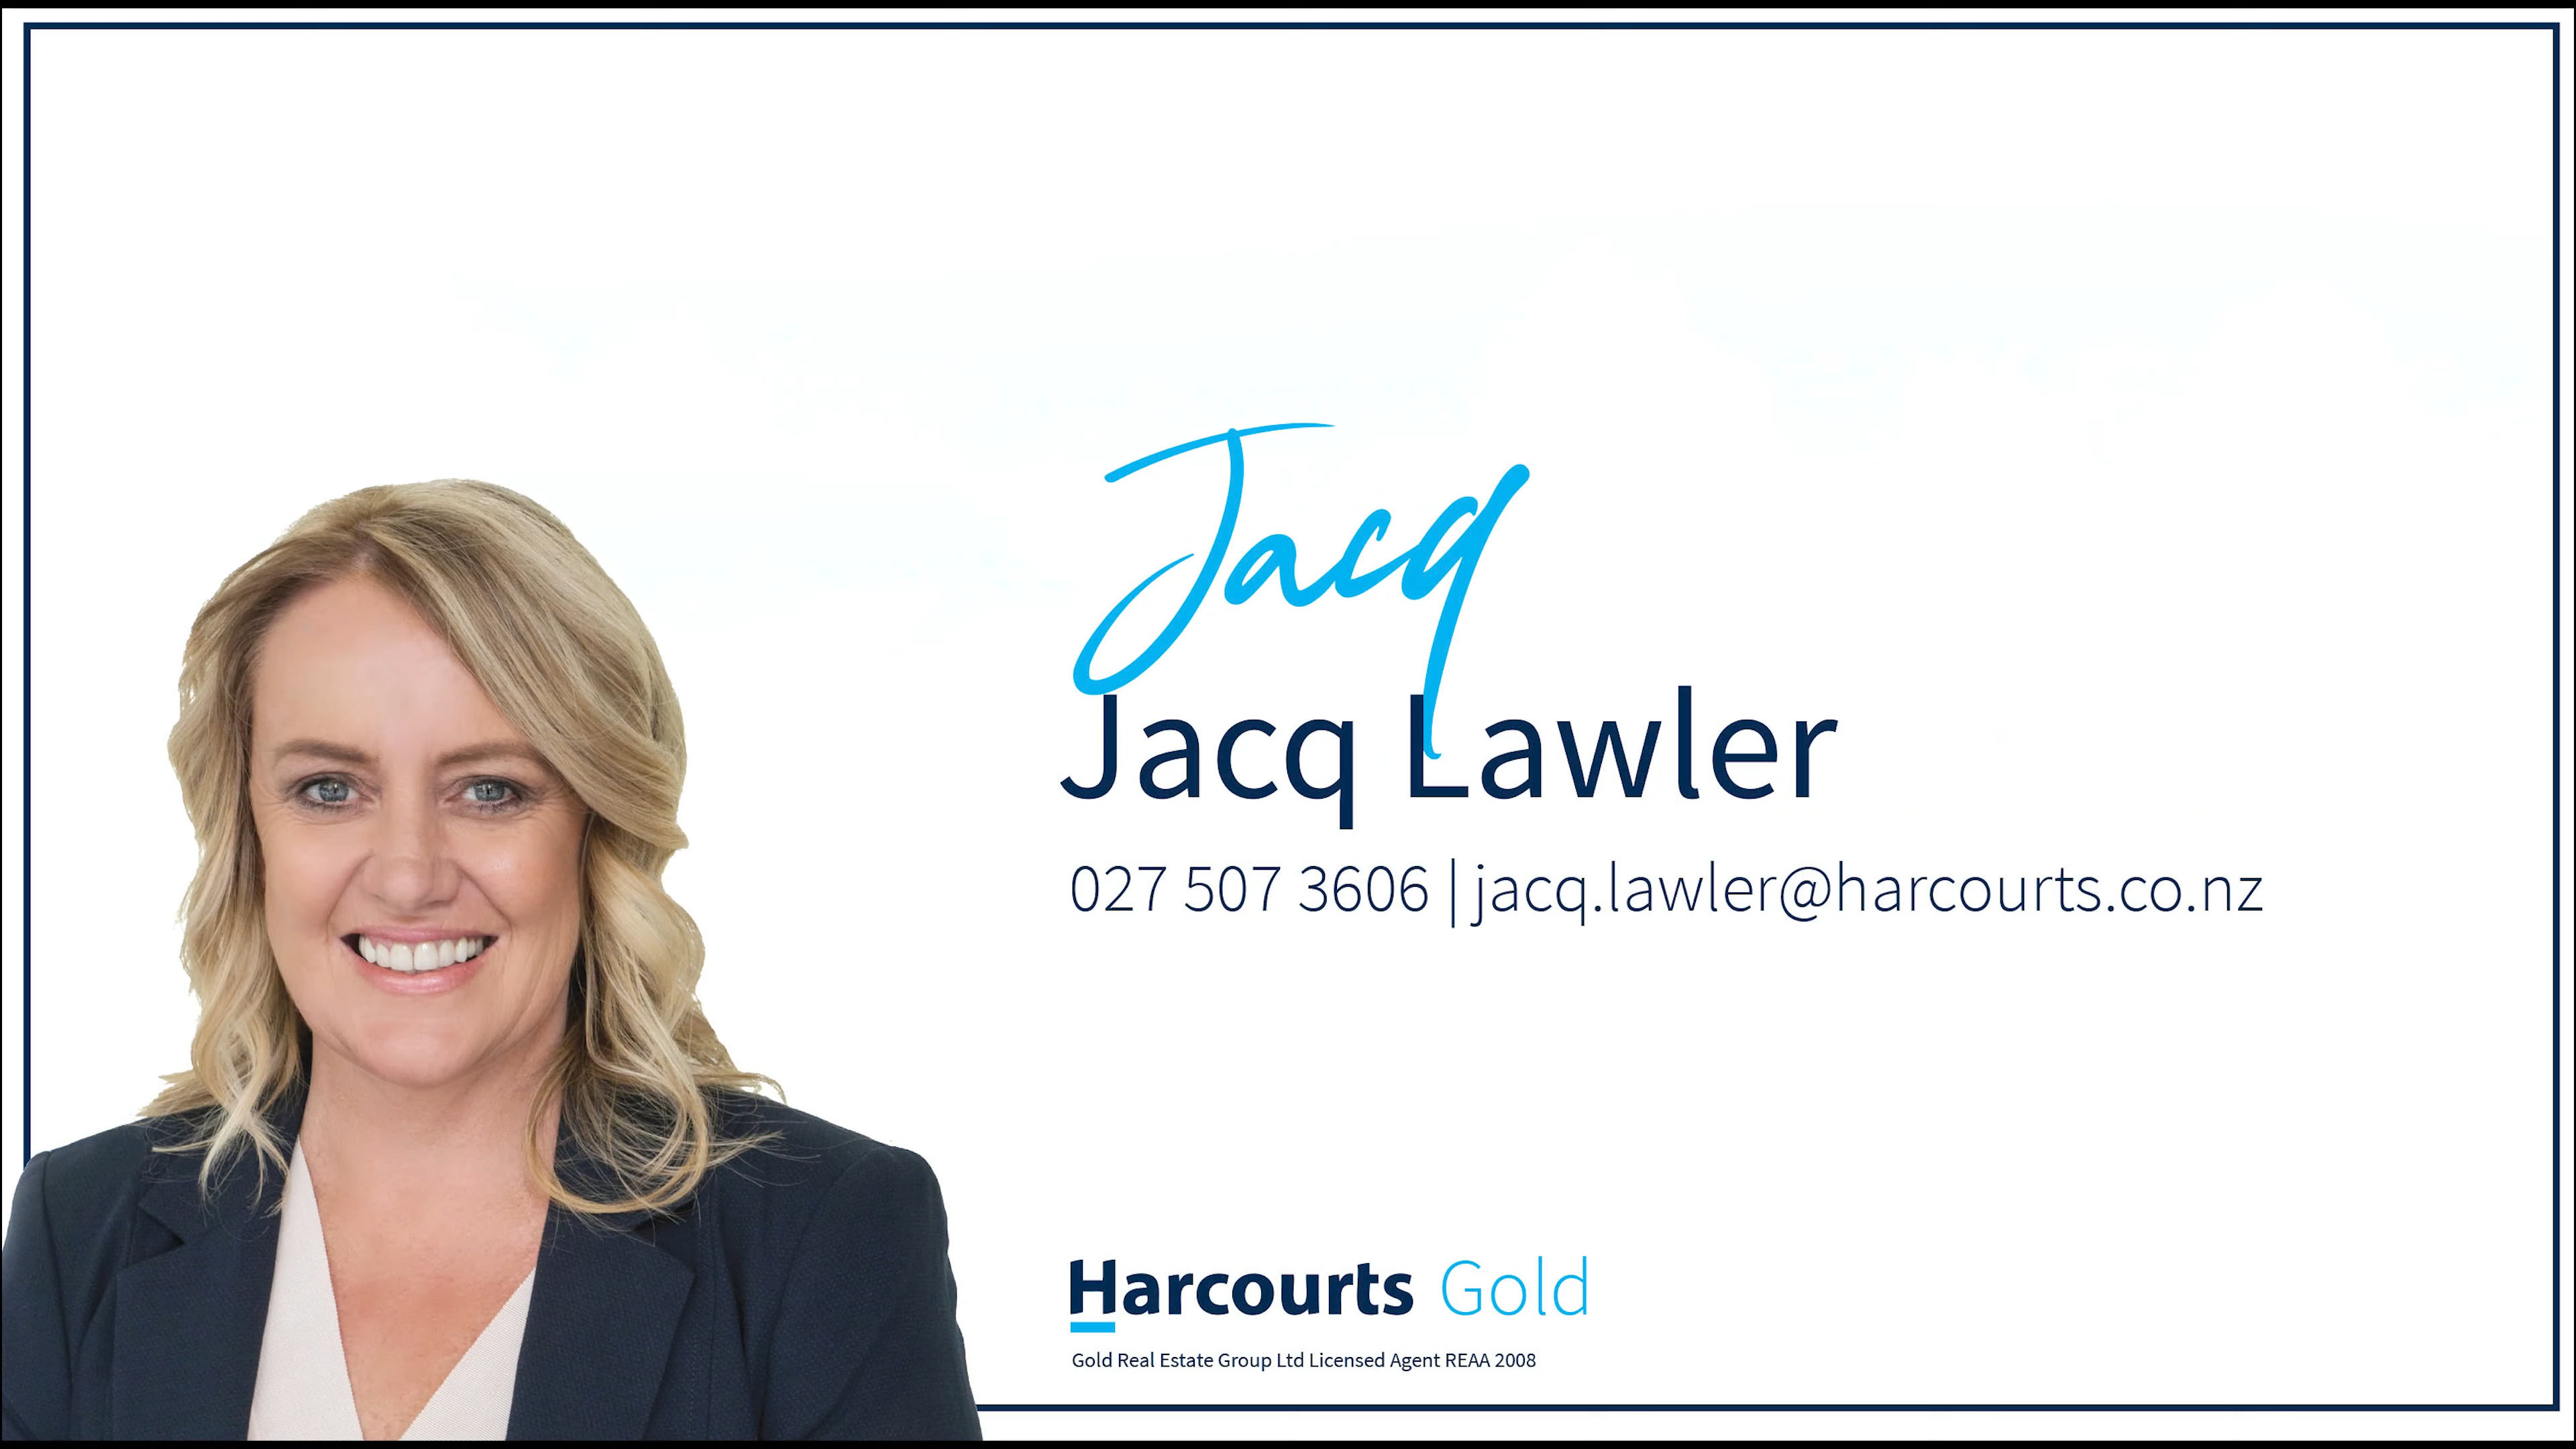 Jacq
Jacq Lawler
027 507 3606 | jacq.lawler@harcourts.co.nz
Harcourts Gold
Gold Real Estate Group Ltd Licensed Agent REAA 2008